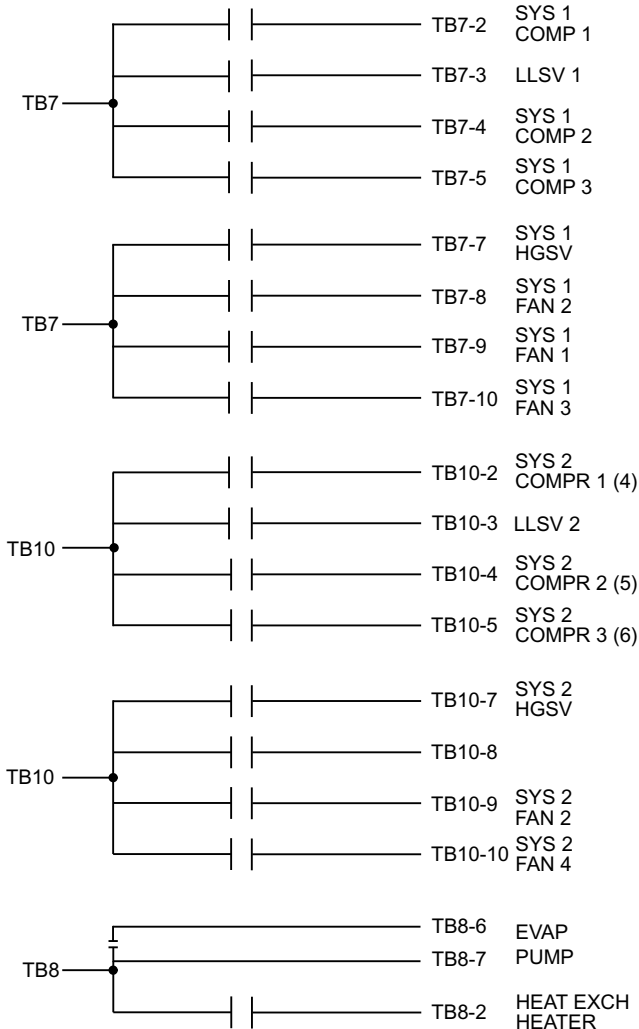 TB7-2 SYS 1
COMP 1
TB7-3 LLSV 1
TB7
TB7-4 SYS 1
COMP 2
TB7-5 SYS 1
COMP 3
TB7-7 SYS 1
HGSV
TB7-8 SYS 1
FAN 2
TB7
TB7-9 SYS 1
FAN 1
TB7-10 SYS 1
FAN 3
TB10-2 SYS 2
COMPR 1 (4)
TB10-3 LLSV 2
TB10
TB10-4 SYS 2
COMPR 2 (5)
TB10-5 SYS 2
COMPR 3 (6)
TB10-7 SYS 2
HGSV
TB10-8
TB10
TB10-9 SYS 2
FAN 2
TB10-10 SYS 2
FAN 4
TB8-6 EVAP
TB8-7 PUMP
TB8
TB8-2 HEAT EXCH
HEATER